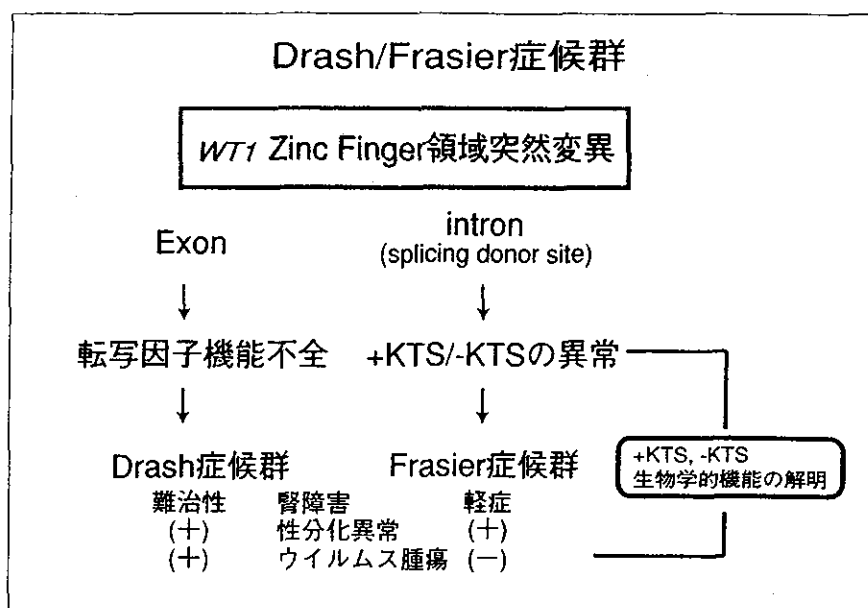 Drash/Frasier症候群
WT1 Zinc Finger領域突然変異
Exon
intron
(splicing donor site)
転写因子機能不全
+KTS/-KTSの異常
Drash症候群
Frasier症候群
難治性 腎障害 軽症
(+) 性分化異常 (+)
(+) ウイルムス腫瘍 (−)
+KTS, -KTS
生物学的機能の解明